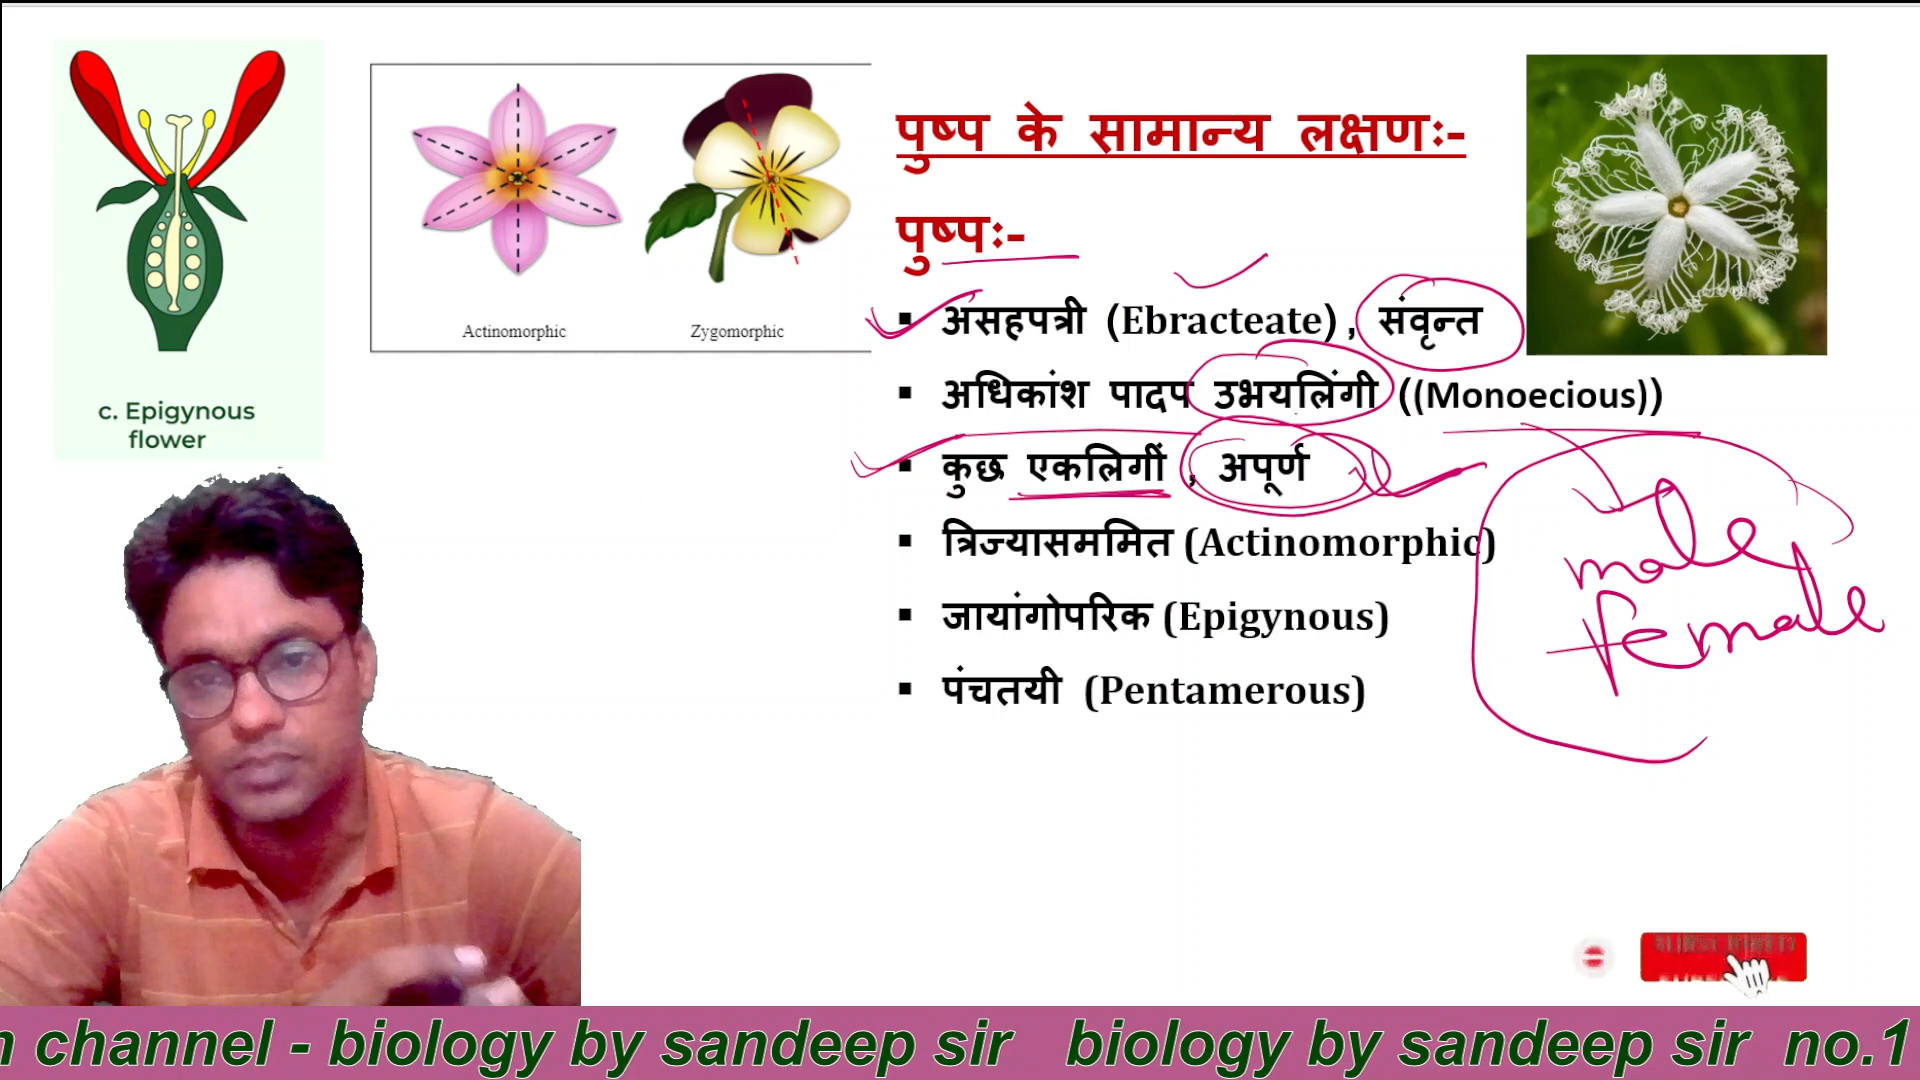 पुष्प के सामान्य लक्षणः-
पुष्पः-
▪ असहपत्री (Ebracteate) , संवृन्त
▪ अधिकांश पादप उभयलिंगी ((Monoecious))
▪ कुछ एकलिगीं , अपूर्ण
▪ त्रिज्यासममित (Actinomorphic)
▪ जायांगोपरिक (Epigynous)
▪ पंचतयी (Pentamerous)
male
female
Actinomorphic Zygomorphic
c. Epigynous
flower
channel - biology by sandeep sir biology by sandeep sir no.1